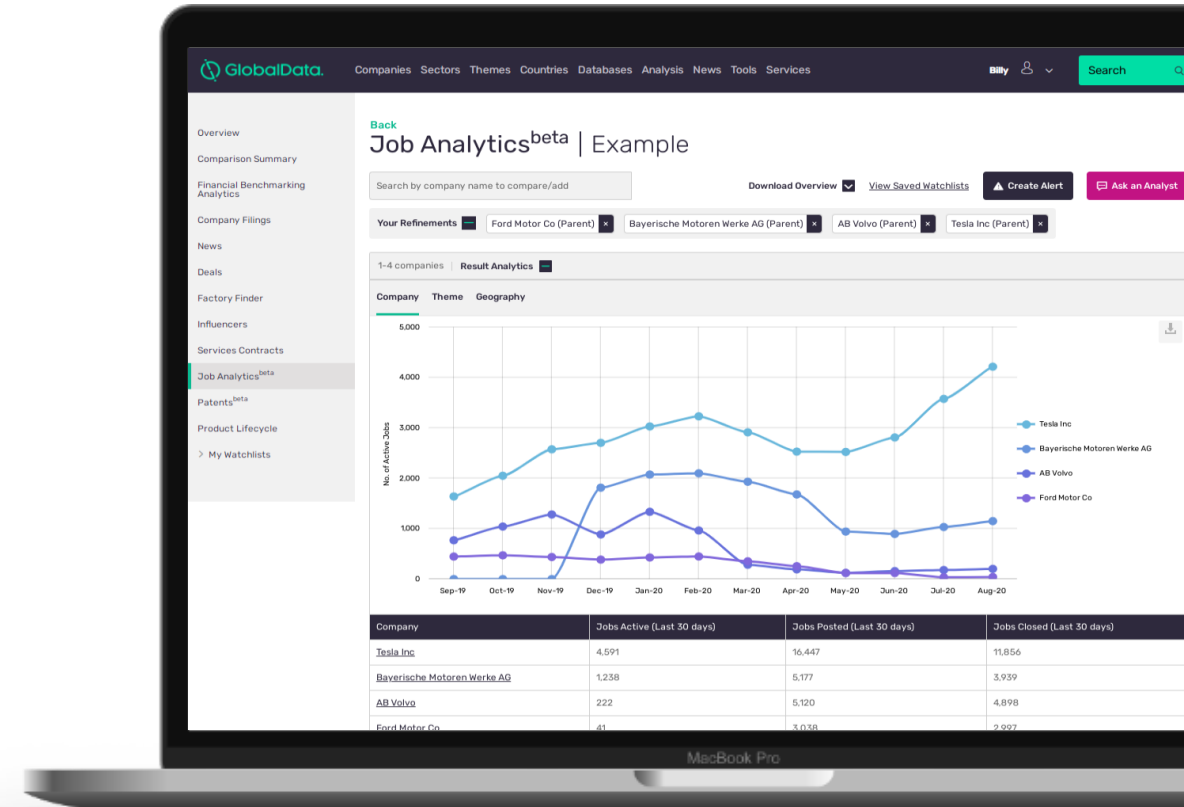 GlobalData.
Companies Sectors Themes Countries Databases Analysis News Tools Services
Billy
Search
Overview
Comparison Summary
Financial Benchmarking
Analytics
Company Filings
News
Deals
Factory Finder
Influencers
Services Contracts
Job Analyticsbeta
Patentsbeta
Product Lifecycle
> My Watchlists
Back
Job Analyticsbeta | Example
Search by company name to compare/add
Download Overview
View Saved Watchlists
Create Alert
Ask an Analyst
Your Refinements
Ford Motor Co (Parent) ×
Bayerische Motoren Werke AG (Parent) ×
AB Volvo (Parent) ×
Tesla Inc (Parent) ×
1-4 companies | Result Analytics
Company Theme Geography
No. of Active Jobs
5,000
4,000
3,000
2,000
1,000
0
Sep-19 Oct-19 Nov-19 Dec-19 Jan-20 Feb-20 Mar-20 Apr-20 May-20 Jun-20 Jul-20 Aug-20
Tesla Inc
Bayerische Motoren Werke AG
AB Volvo
Ford Motor Co
Company Jobs Active (Last 30 days) Jobs Posted (Last 30 days) Jobs Closed (Last 30 days)
Tesla Inc 4,591 16,447 11,856
Bayerische Motoren Werke AG 1,238 5,177 3,939
AB Volvo 222 5,120 4,898
Ford Motor Co 41 3,038 2,997
MacBook Pro